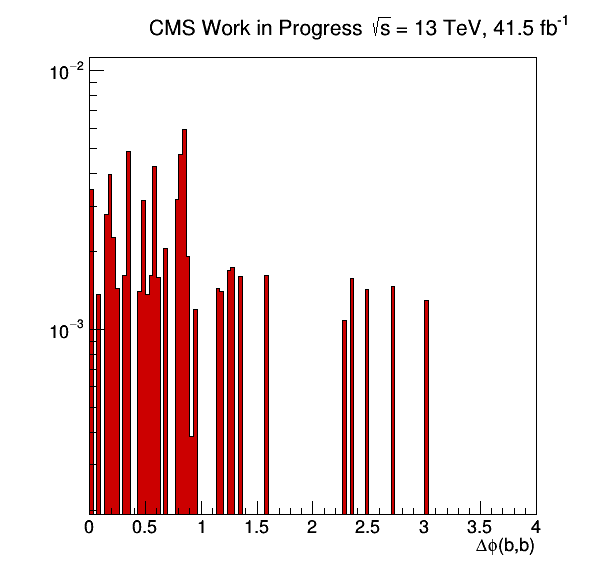 CMS Work in Progress √s = 13 TeV, 41.5 fb⁻¹
10⁻²
10⁻³
0 0.5 1 1.5 2 2.5 3 3.5 4
Δϕ(b,b)